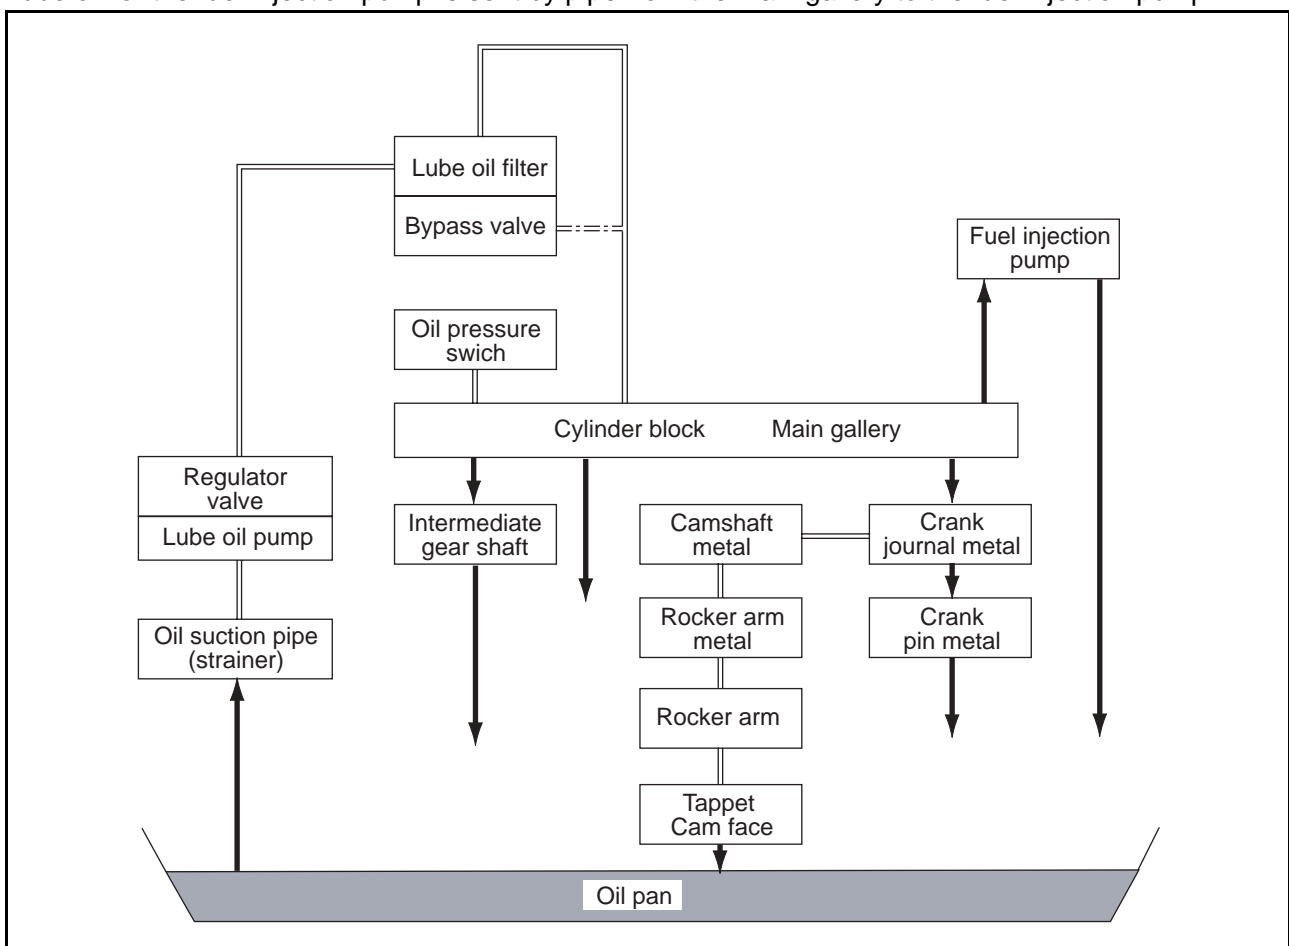 Lube oil filter
Bypass valve
Fuel injection
pump
Oil pressure
swich
Cylinder block Main gallery
Regulator
valve
Lube oil pump
Intermediate
gear shaft
Camshaft
metal
Crank
journal metal
Oil suction pipe
(strainer)
Rocker arm
metal
Crank
pin metal
Rocker arm
Tappet
Cam face
Oil pan